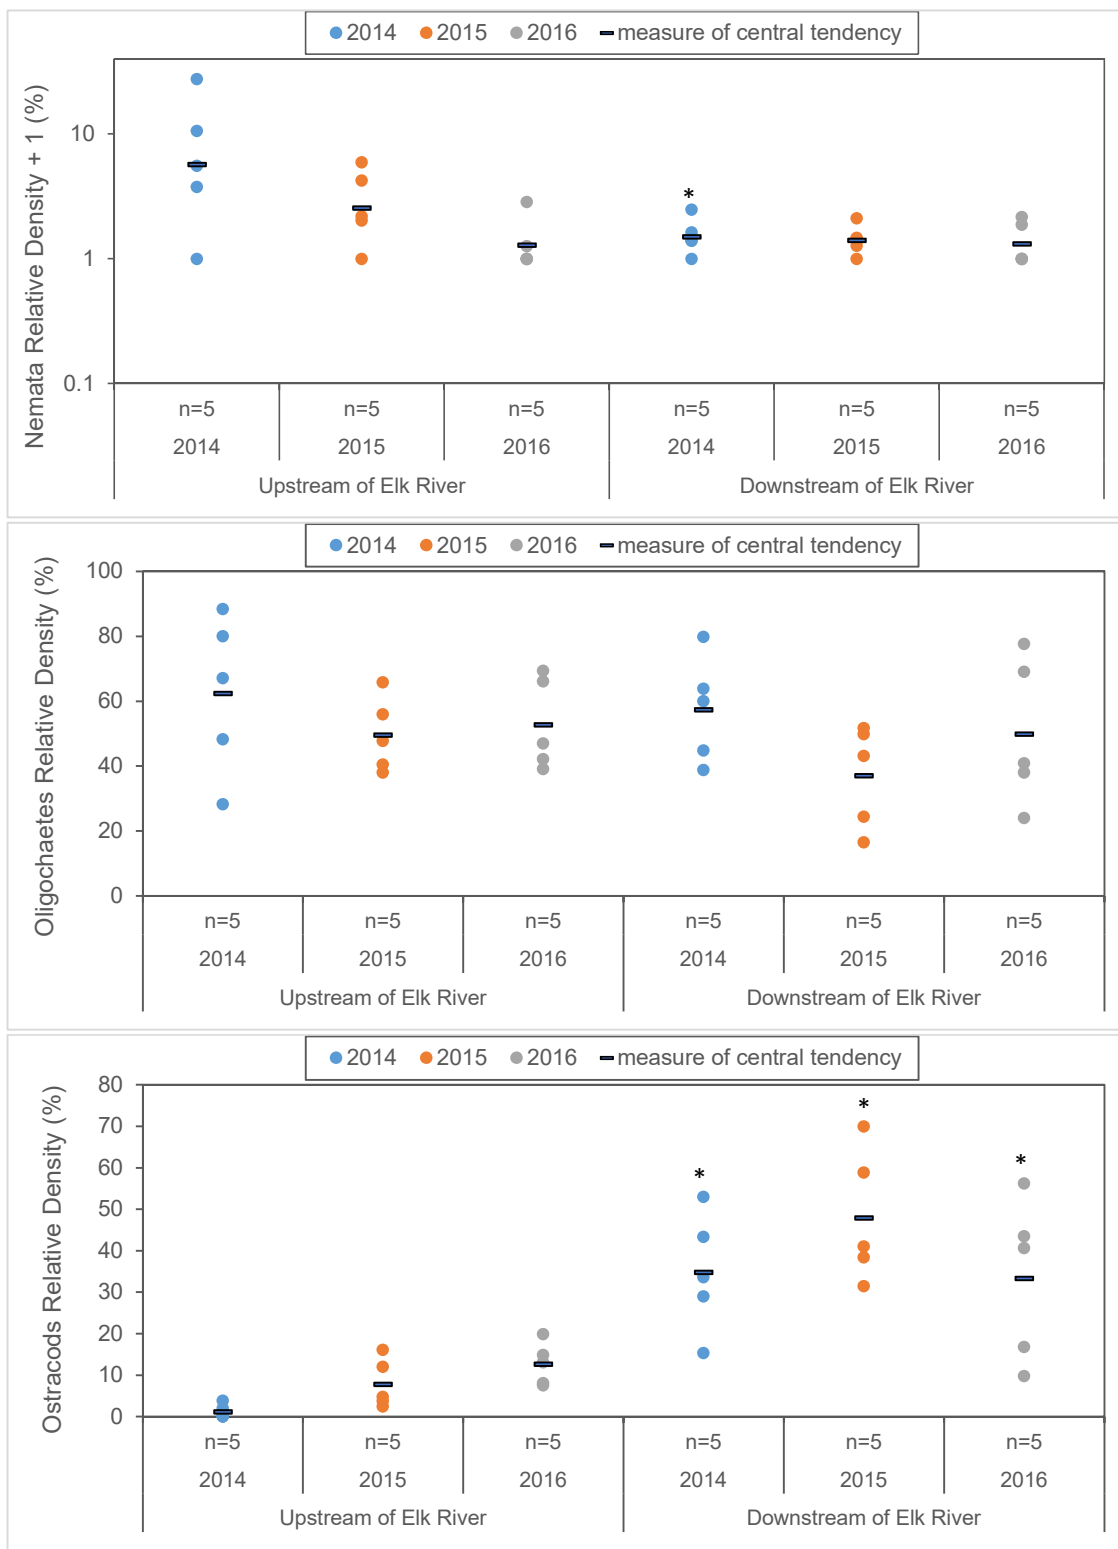 2014 2015 2016 measure of central tendency
Nemata Relative Density + 1 (%)
10
*
1
0.1
n=5 n=5 n=5 n=5 n=5 n=5
2014 2015 2016 2014 2015 2016
Upstream of Elk River Downstream of Elk River
2014 2015 2016 measure of central tendency
Oligochaetes Relative Density (%)
100
80
60
40
20
0
n=5 n=5 n=5 n=5 n=5 n=5
2014 2015 2016 2014 2015 2016
Upstream of Elk River Downstream of Elk River
2014 2015 2016 measure of central tendency
Ostracods Relative Density (%)
80
*
70
* *
60
50
40
30
20
10
0
n=5 n=5 n=5 n=5 n=5 n=5
2014 2015 2016 2014 2015 2016
Upstream of Elk River Downstream of Elk River